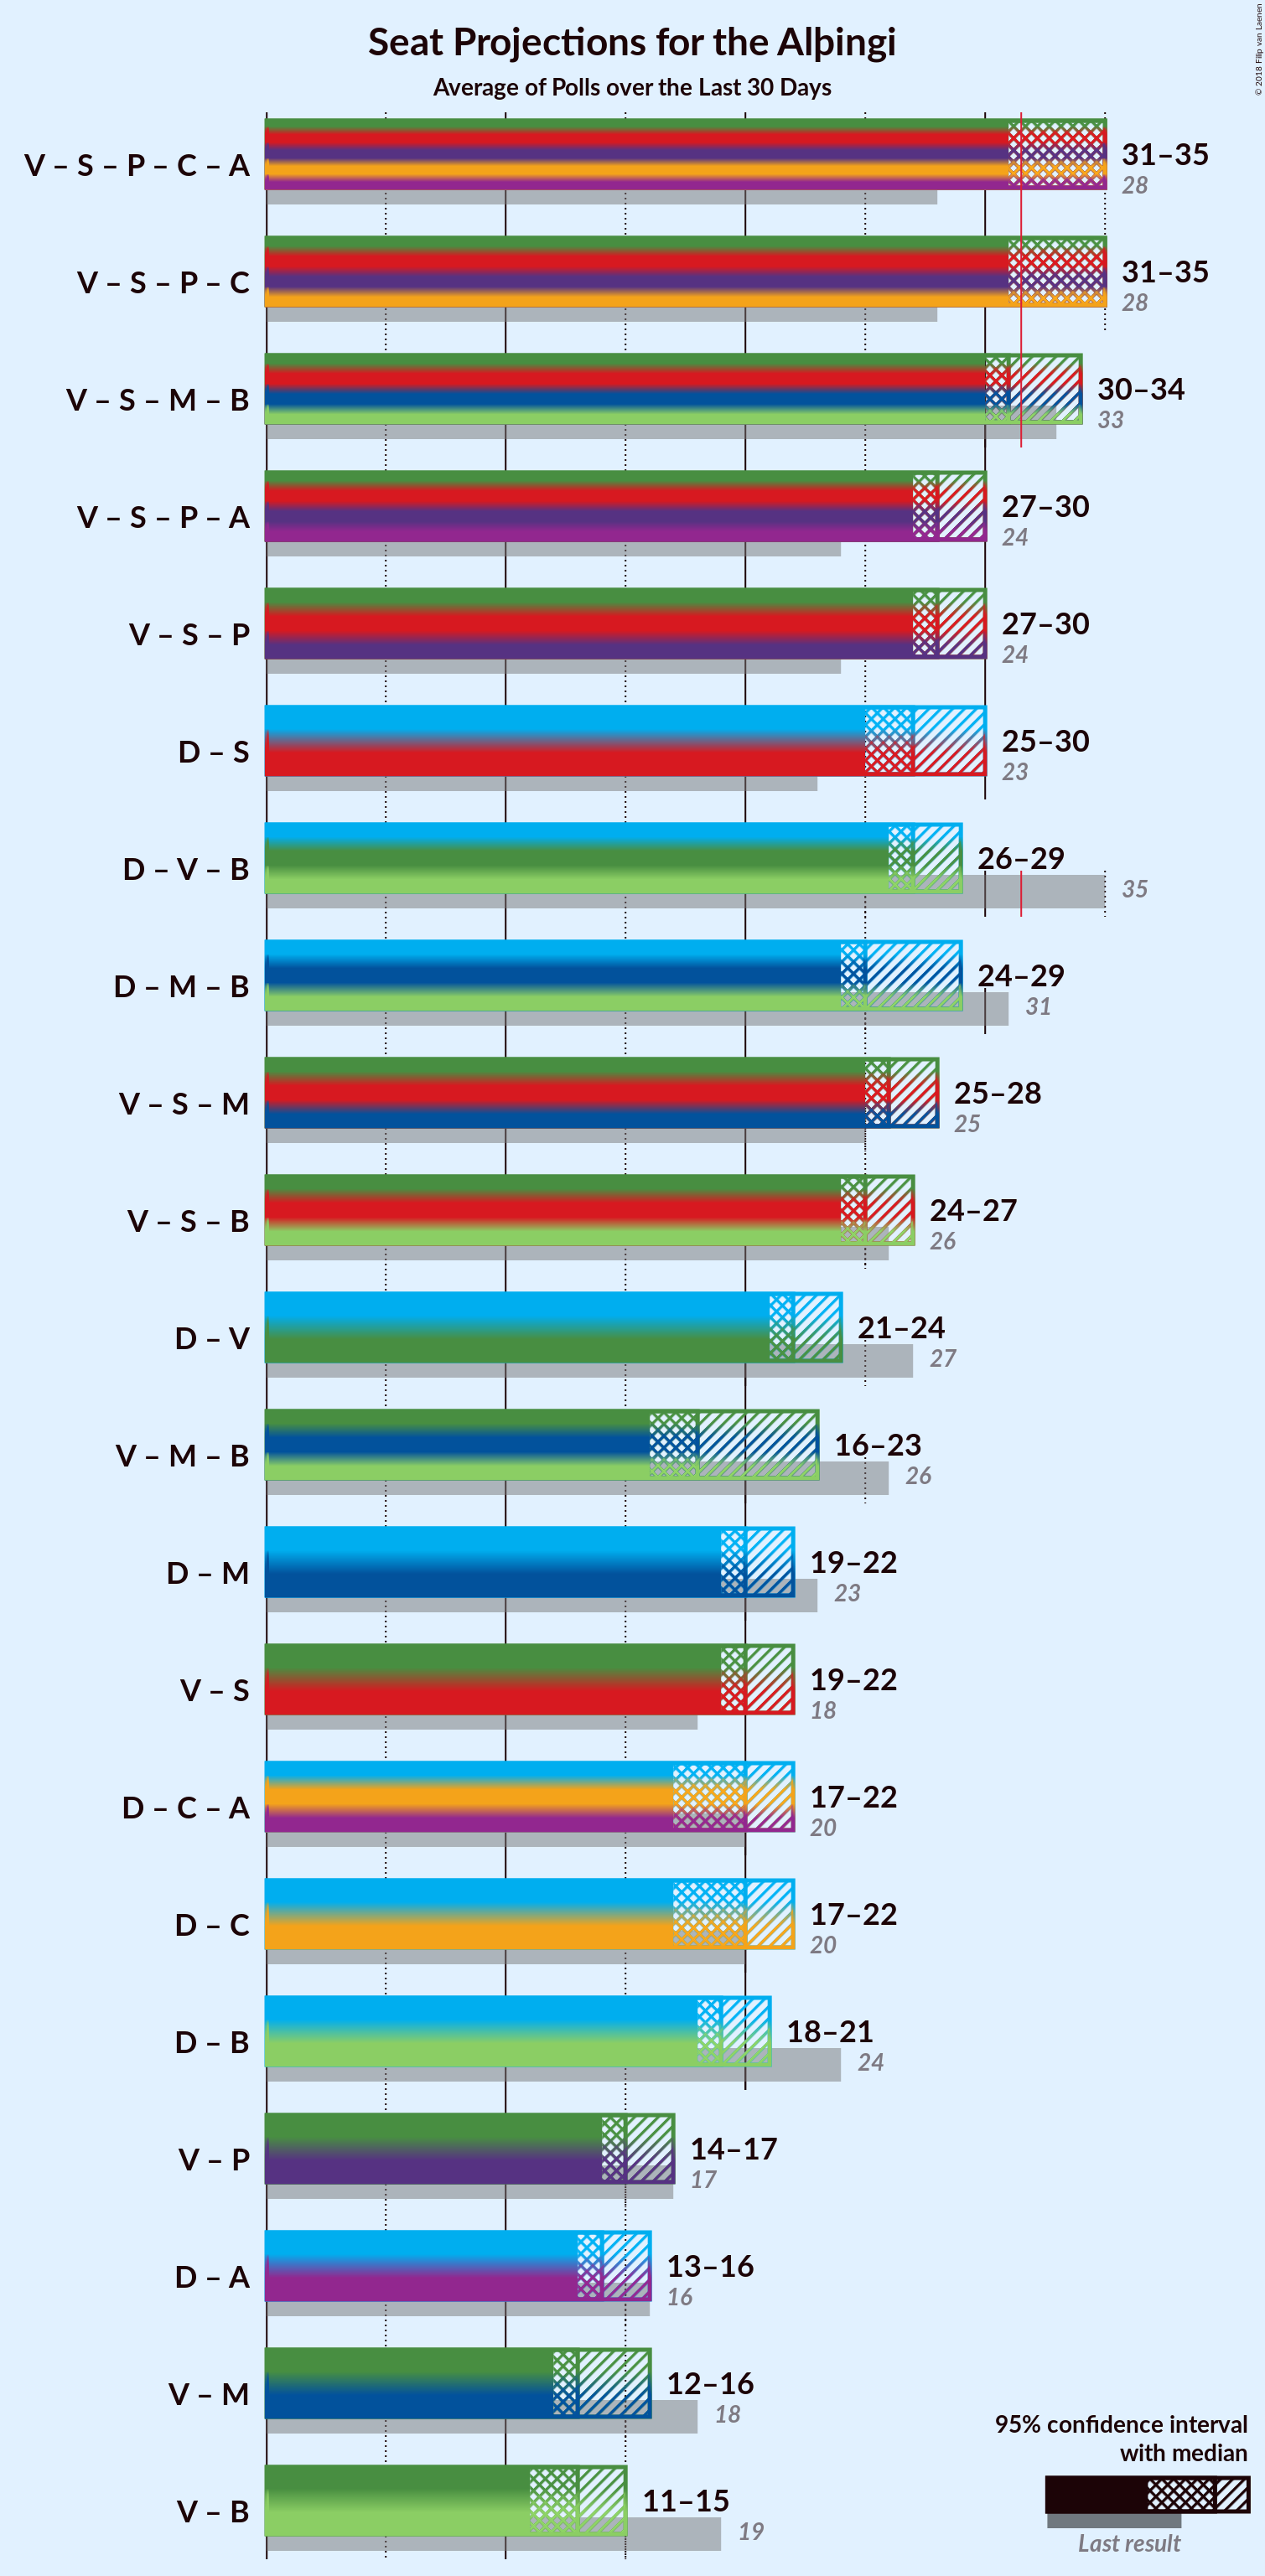 Seat Projections for the Alþingi
Average of Polls over the Last 30 Days
© 2018 Filip van Laenen
V – S – P – C – A
31–35
28
V – S – P – C
31–35
28
V – S – M – B
30–34
33
V – S – P – A
27–30
24
V – S – P
27–30
24
D – S
25–30
23
D – V – B
26–29
35
D – M – B
24–29
31
V – S – M
25–28
25
V – S – B
24–27
26
D – V
21–24
27
V – M – B
16–23
26
D – M
19–22
23
V – S
19–22
18
D – C – A
17–22
20
D – C
17–22
20
D – B
18–21
24
V – P
14–17
17
D – A
13–16
16
V – M
12–16
18
V – B
11–15
19
95% confidence interval
with median
Last result